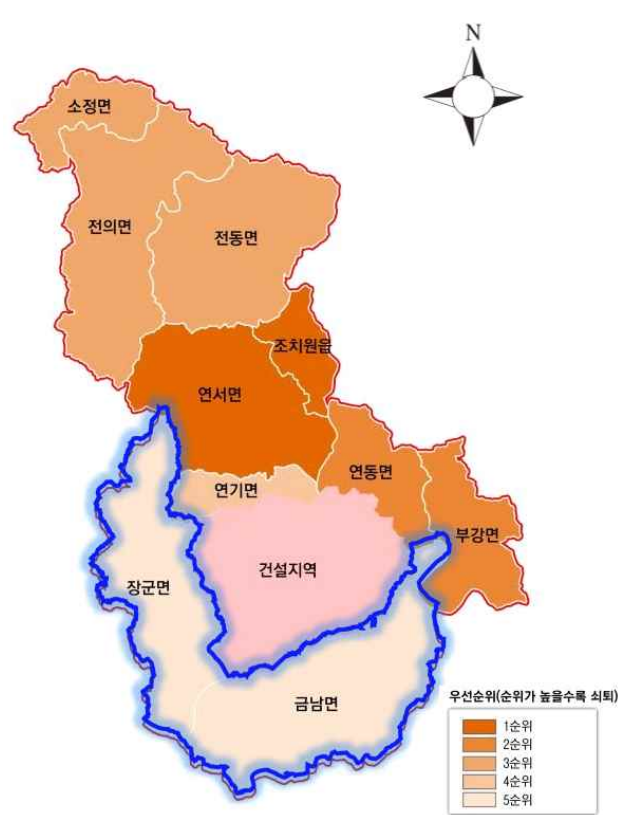 N
소정면
전의면
전동면
조치원읍
연서면
연동면
연기면
부강면
건설지역
장군면
금남면
우선순위(순위가 높을수록 쇠퇴)
1순위
2순위
3순위
4순위
5순위